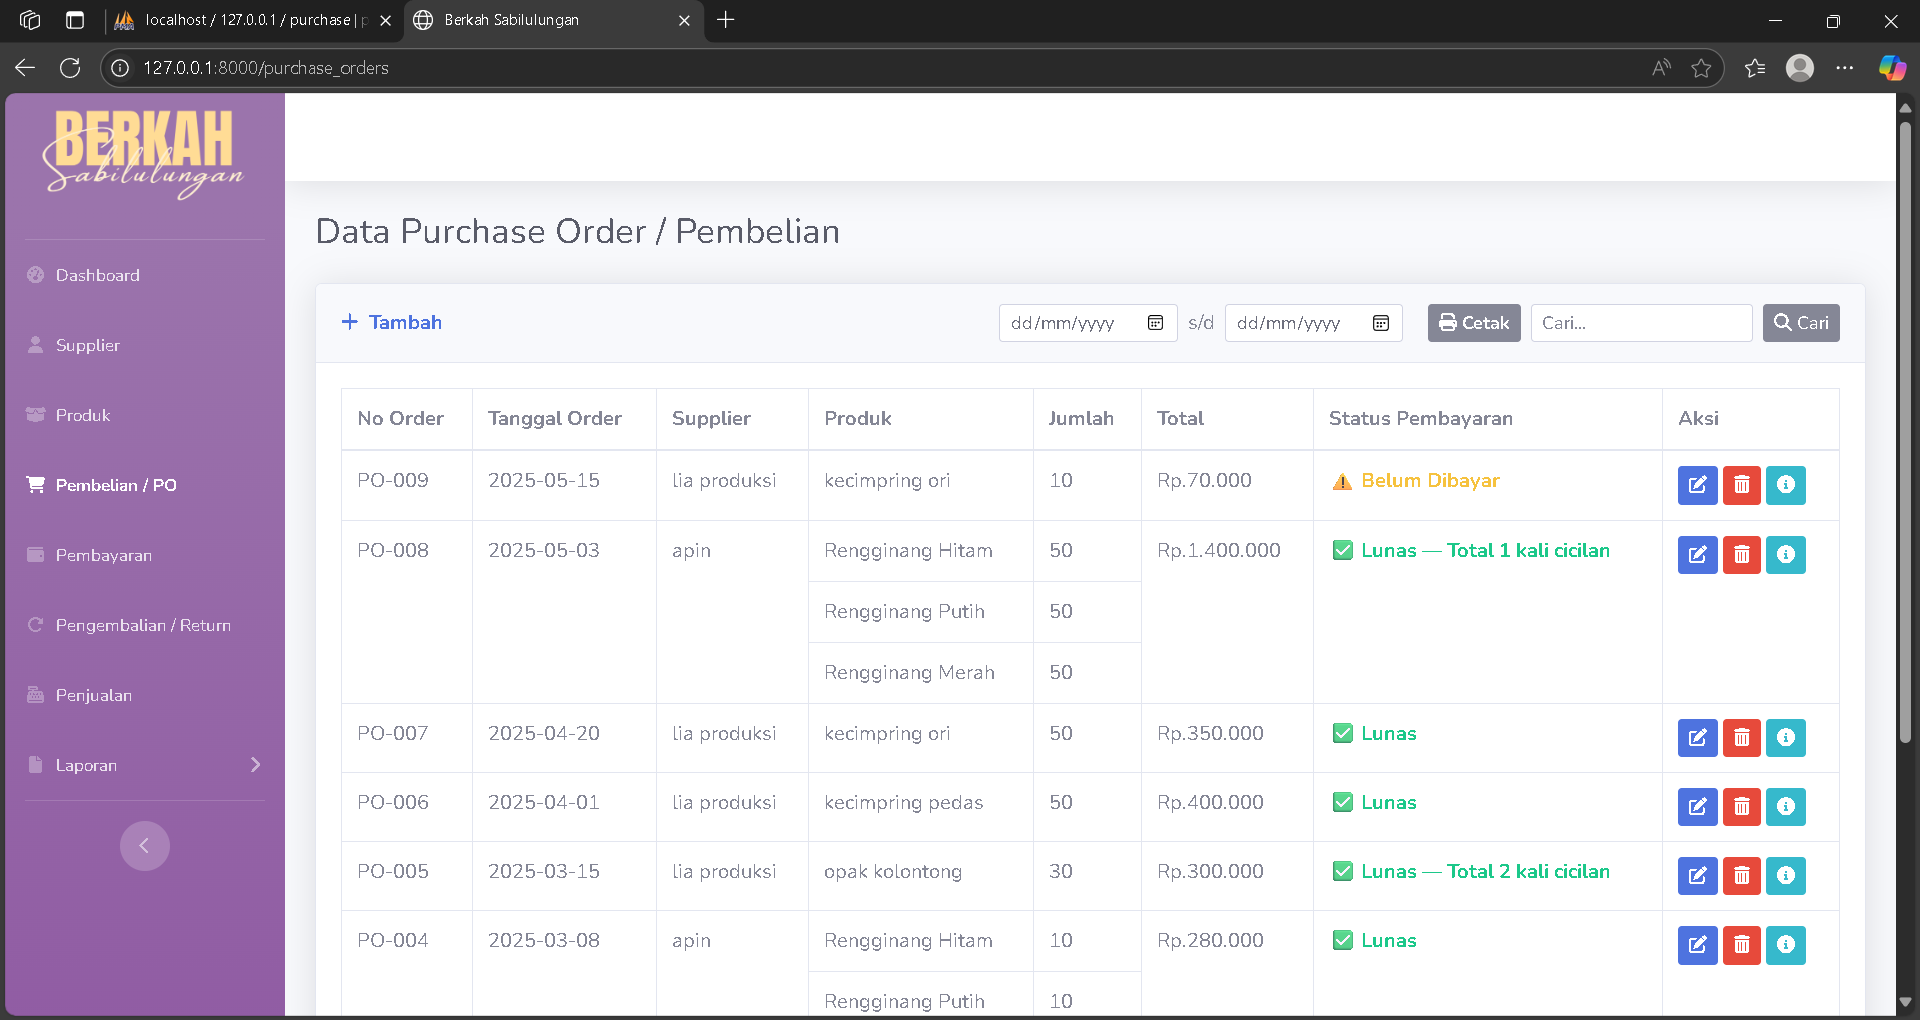 localhost / 127.0.0.1 / purchase | p
Berkah Sabilulungan
127.0.0.1:8000/purchase_orders
BERKAH
Sabilulungan
Dashboard
Supplier
Produk
Pembelian / PO
Pembayaran
Pengembalian / Return
Penjualan
Laporan
Data Purchase Order / Pembelian
+ Tambah dd/mm/yyyy s/d dd/mm/yyyy Cetak Cari... Cari
No Order Tanggal Order Supplier Produk Jumlah Total Status Pembayaran Aksi
PO-009 2025-05-15 lia produksi kecimpring ori 10 Rp.70.000 ⚠ Belum Dibayar
PO-008 2025-05-03 apin Rengginang Hitam 50 Rp.1.400.000 ✅ Lunas — Total 1 kali cicilan
Rengginang Putih 50
Rengginang Merah 50
PO-007 2025-04-20 lia produksi kecimpring ori 50 Rp.350.000 ✅ Lunas
PO-006 2025-04-01 lia produksi kecimpring pedas 50 Rp.400.000 ✅ Lunas
PO-005 2025-03-15 lia produksi opak kolontong 30 Rp.300.000 ✅ Lunas — Total 2 kali cicilan
PO-004 2025-03-08 apin Rengginang Hitam 10 Rp.280.000 ✅ Lunas
Rengginang Putih 10